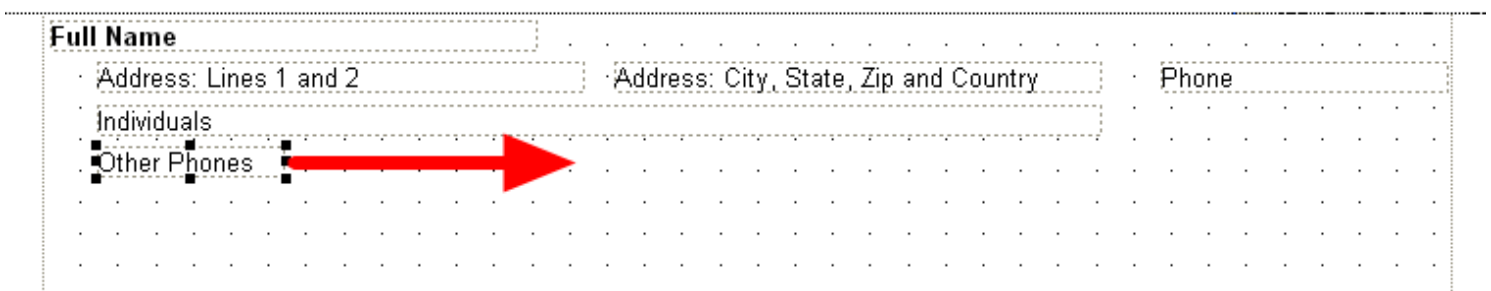 Full Name
Address: Lines 1 and 2 Address: City, State, Zip and Country Phone
Individuals
Other Phones